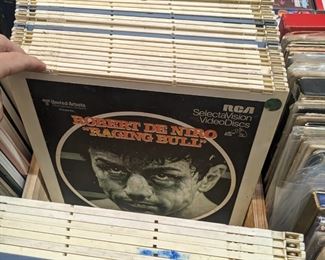 United Artists
RCA
SelectaVision
VideoDiscs
ROBERT DE NIRO
"RAGING BULL"